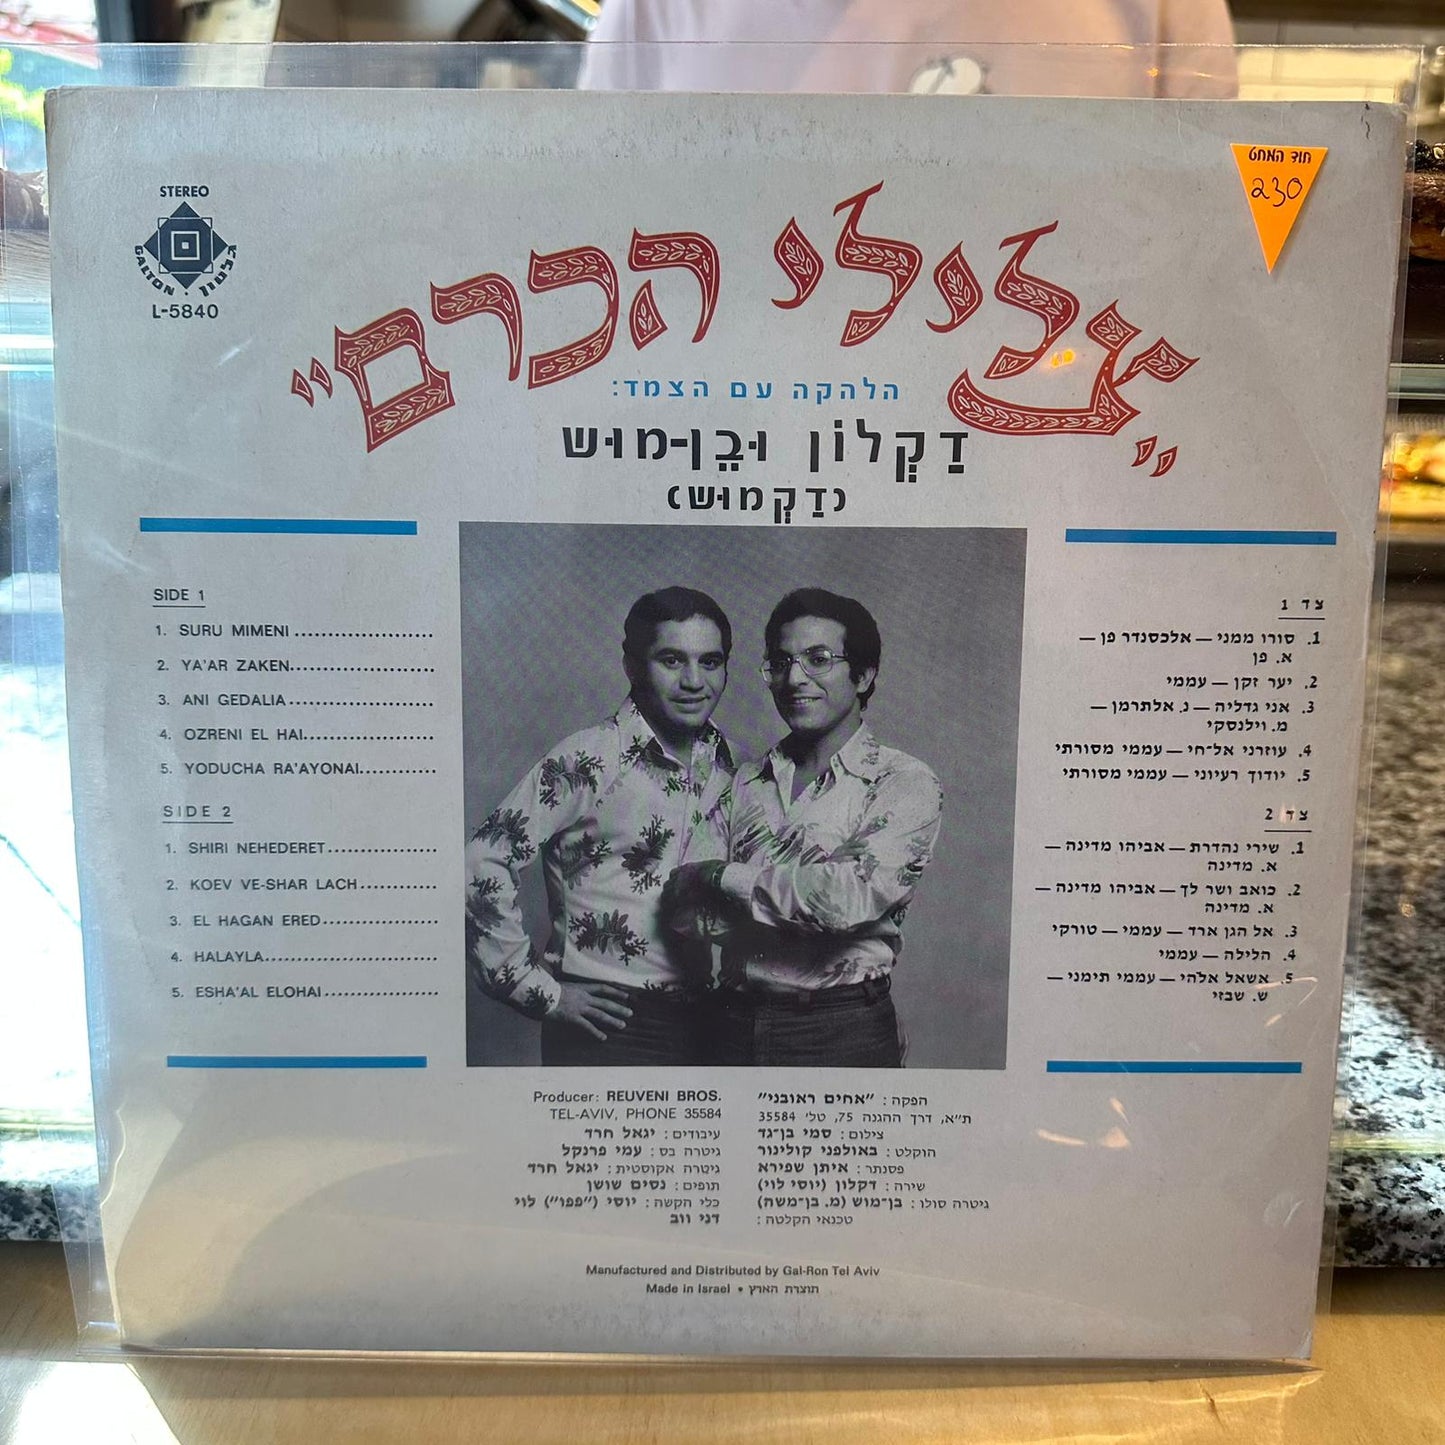 חוד המחט
230
STEREO
GALTON • גלטון
L-5840
"צלילי הכרם"
הלהקה עם הצמד:
דַקְלוֹן וּבֶן-מוּש
(דַקְמוּש)
SIDE 1
1. SURU MIMENI
2. YA'AR ZAKEN
3. ANI GEDALIA
4. OZRENI EL HAI
5. YODUCHA RA'AYONAI
SIDE 2
1. SHIRI NEHEDERET
2. KOEV VE-SHAR LACH
3. EL HAGAN ERED
4. HALAYLA
5. ESHA'AL ELOHAI
צד 1
1. סורו ממני — אלכסנדר פן —
א. פן
2. יער זקן — עממי
3. אני גדליה — נ. אלתרמן —
מ. וילנסקי
4. עוזרני אל־חי — עממי מסורתי
5. יודוך רעיוני — עממי מסורתי
צד 2
1. שירי נהדרת — אביהו מדינה —
א. מדינה
2. כואב ושר לך — אביהו מדינה —
א. מדינה
3. אל הגן ארד — עממי — טורקי
4. הלילה — עממי
5. אשאל אלהי — עממי תימני —
ש. שבזי
Producer: REUVENI BROS.
TEL-AVIV, PHONE 35584
עיבודים: יגאל חרד
גיטרה בס: עמי פרנקל
גיטרה אקוסטית: יגאל חרד
תופים: נסים שושן
כלי הקשה: יוסי ("פפו") לוי
דני ווב
הפקה: "אחים ראובני"
ת"א, דרך ההגנה 75, טל' 35584
צילום: סמי בן־גד
הוקלט: באולפני קולינור
פסנתר: איתן שפירא
שירה: דקלון (יוסי לוי)
גיטרה סולו: בן־מוש (מ. בן־משה)
טכנאי הקלטה:
Manufactured and Distributed by Gal-Ron Tel Aviv
Made in Israel • תוצרת הארץ